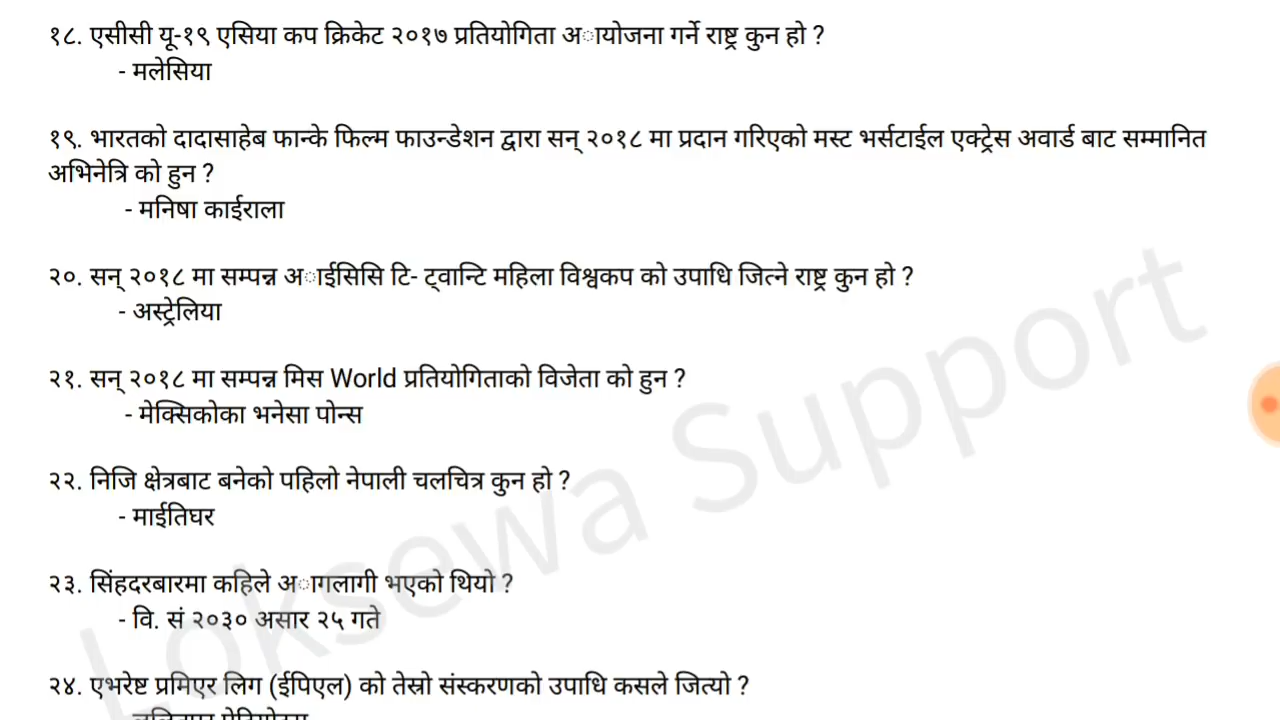 १८. एसीसी यू-१९ एसिया कप क्रिकेट २०१७ प्रतियोगिता अायोजना गर्ने राष्ट्र कुन हो ?
- मलेसिया
१९. भारतको दादासाहेब फान्के फिल्म फाउन्डेशन द्वारा सन् २०१८ मा प्रदान गरिएको मस्ट भर्सटाईल एक्ट्रेस अवार्ड बाट सम्मानित
अभिनेत्रि को हुन ?
- मनिषा काईराला
२०. सन् २०१८ मा सम्पन्न अाईसिसि टि- ट्वान्टि महिला विश्वकप को उपाधि जित्ने राष्ट्र कुन हो ?
- अस्ट्रेलिया
२१. सन् २०१८ मा सम्पन्न मिस World प्रतियोगिताको विजेता को हुन ?
- मेक्सिकोका भनेसा पोन्स
२२. निजि क्षेत्रबाट बनेको पहिलो नेपाली चलचित्र कुन हो ?
- माईतिघर
२३. सिंहदरबारमा कहिले अागलागी भएको थियो ?
- वि. सं २०३० असार २५ गते
२४. एभरेष्ट प्रमिएर लिग (ईपिएल) को तेस्रो संस्करणको उपाधि कसले जित्यो ?
Loksewa Support